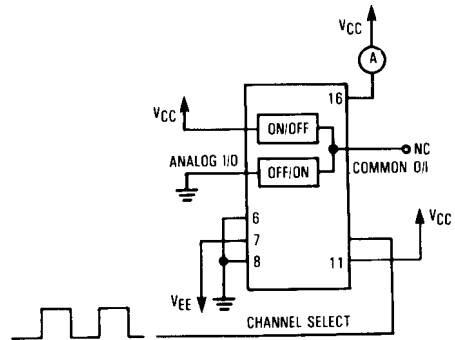 VCC
A
16
VCC
ON/OFF
NC
ANALOG I/O
OFF/ON
COMMON O/I
6
7
8
VCC
11
VEE
CHANNEL SELECT